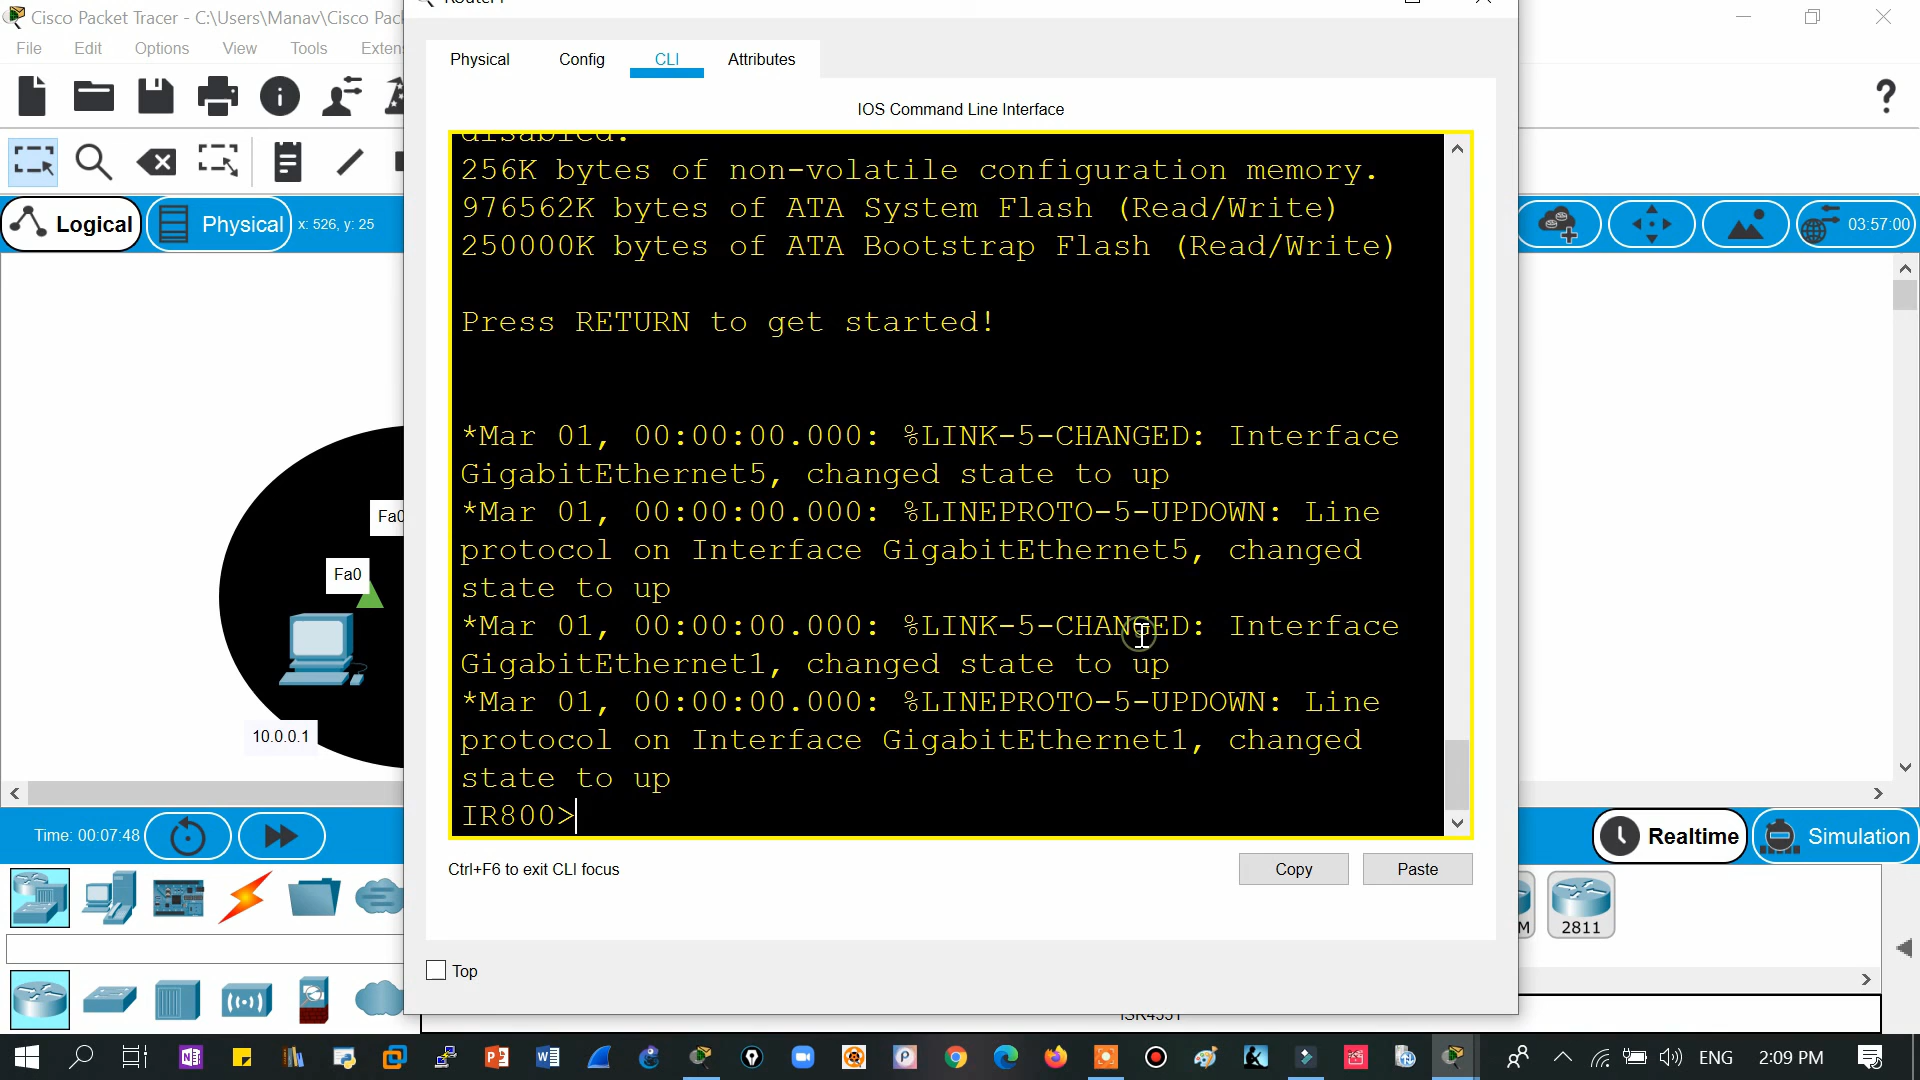 Cisco Packet Tracer - C:\Users\Manav\Cisco Pac
File Edit Options View Tools Exten
Physical Config CLI Attributes
IOS Command Line Interface
disabled.
256K bytes of non-volatile configuration memory.
976562K bytes of ATA System Flash (Read/Write)
250000K bytes of ATA Bootstrap Flash (Read/Write)
Press RETURN to get started!
*Mar 01, 00:00:00.000: %LINK-5-CHANGED: Interface
GigabitEthernet5, changed state to up
*Mar 01, 00:00:00.000: %LINEPROTO-5-UPDOWN: Line
protocol on Interface GigabitEthernet5, changed
state to up
*Mar 01, 00:00:00.000: %LINK-5-CHANGED: Interface
GigabitEthernet1, changed state to up
*Mar 01, 00:00:00.000: %LINEPROTO-5-UPDOWN: Line
protocol on Interface GigabitEthernet1, changed
state to up
IR800>
Ctrl+F6 to exit CLI focus
Copy Paste
Top
Logical Physical x: 526, y: 25
03:57:00
Fa0
Fa0
10.0.0.1
Time: 00:07:48
Realtime Simulation
M 2811
ENG 2:09 PM